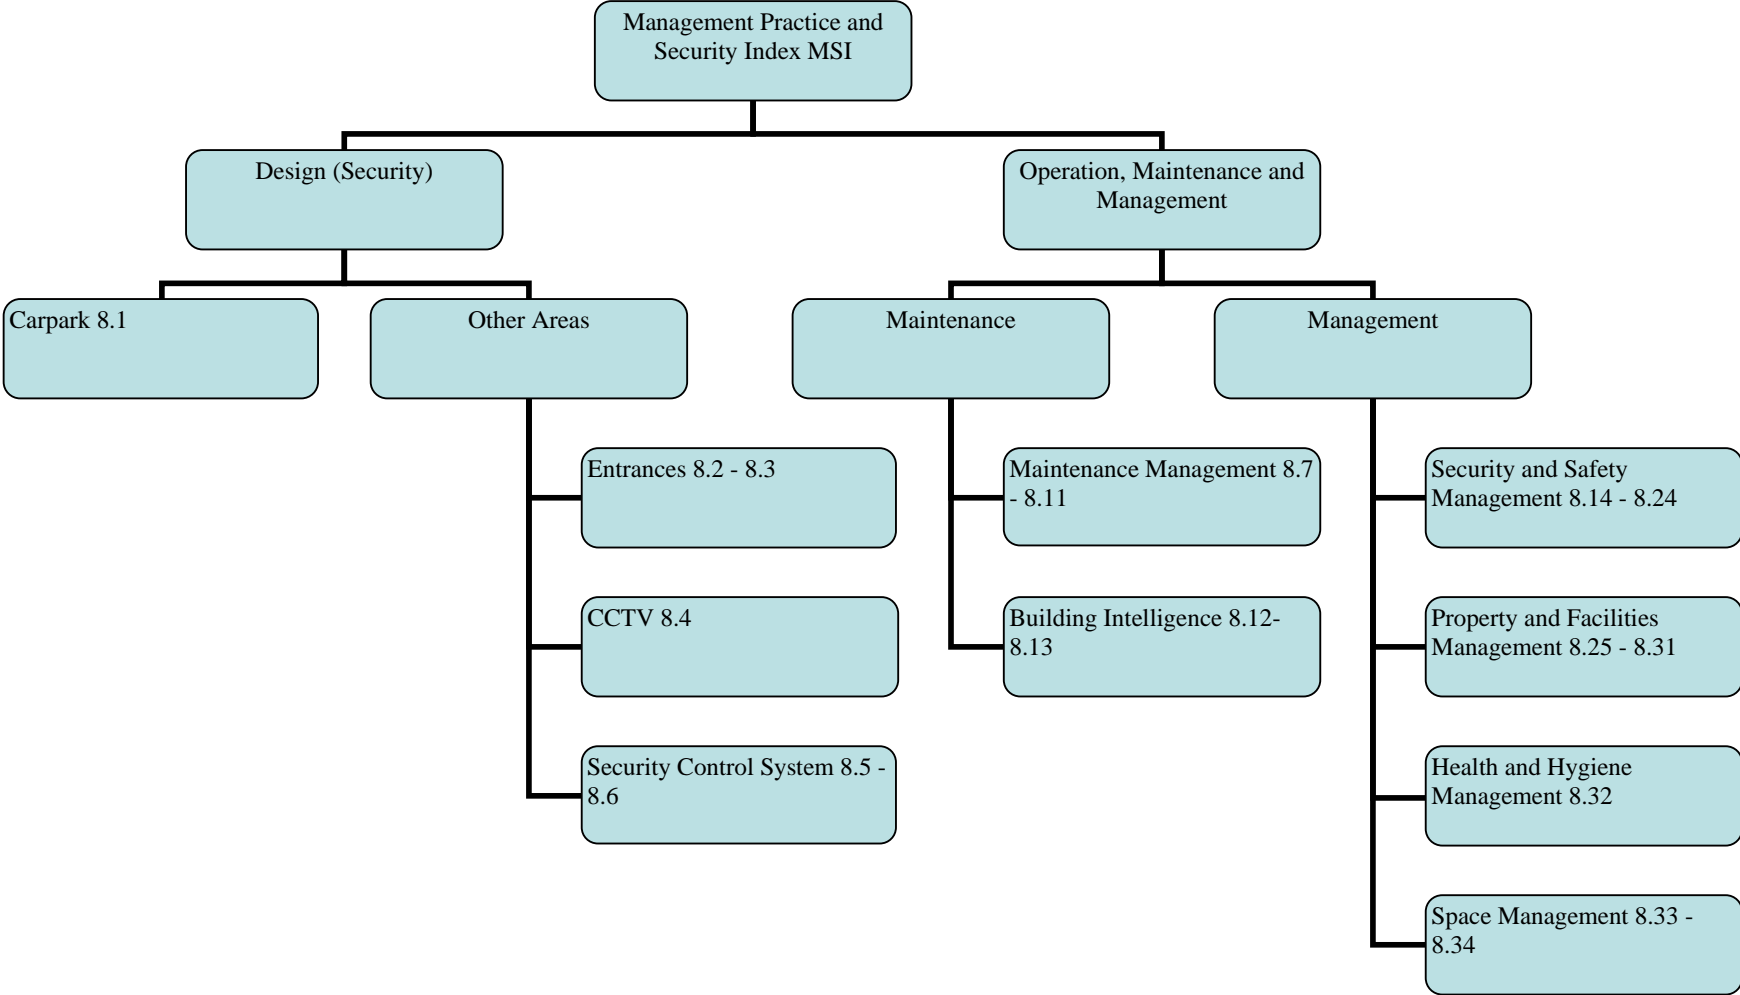 Management Practice and
Security Index MSI
Design (Security)
Operation, Maintenance and
Management
Carpark 8.1
Other Areas
Maintenance
Management
Entrances 8.2 - 8.3
Maintenance Management 8.7
- 8.11
Security and Safety
Management 8.14 - 8.24
CCTV 8.4
Building Intelligence 8.12-
8.13
Property and Facilities
Management 8.25 - 8.31
Security Control System 8.5 -
8.6
Health and Hygiene
Management 8.32
Space Management 8.33 -
8.34